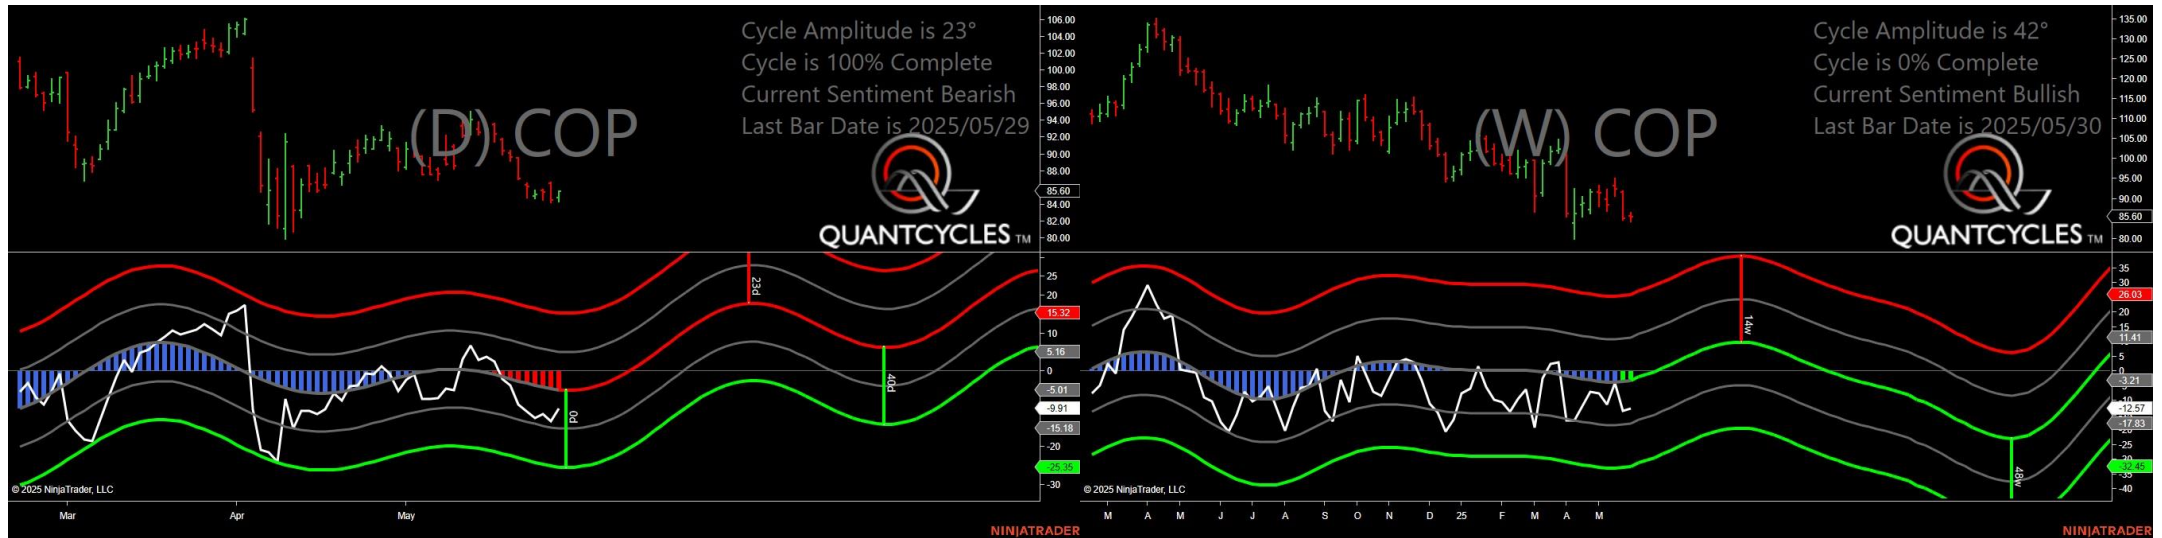 Cycle Amplitude is 23°
Cycle is 100% Complete
Current Sentiment Bearish
Last Bar Date is 2025/05/29
(D) COP
QUANTCYCLES TM
106.00
104.00
102.00
100.00
98.00
96.00
94.00
92.00
90.00
88.00
85.60
84.00
82.00
80.00
23d
0d
40d
25
20
15.32
10
5.16
0
-5.01
-9.91
-15.18
-20
-25.35
-30
© 2025 NinjaTrader, LLC
Mar Apr May
NINJATRADER
Cycle Amplitude is 42°
Cycle is 0% Complete
Current Sentiment Bullish
Last Bar Date is 2025/05/30
(W) COP
QUANTCYCLES TM
135.00
130.00
125.00
120.00
115.00
110.00
105.00
100.00
95.00
90.00
85.60
80.00
14w
48w
35
30
26.03
20
15
11.41
5
0
-3.21
-12.57
-17.83
-25
-32.45
-40
© 2025 NinjaTrader, LLC
M A M J J A S O N D 25 F M A M
NINJATRADER